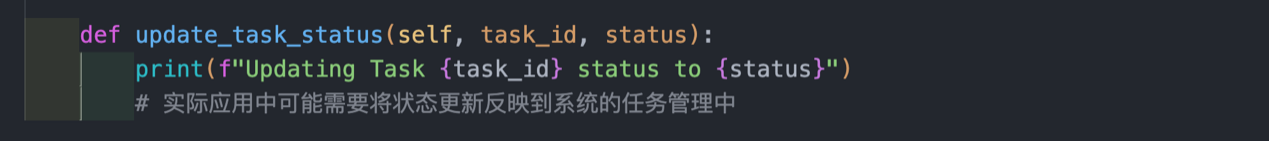 def update_task_status(self, task_id, status):
print(f"Updating Task {task_id} status to {status}")
# 实际应用中可能需要将状态更新反映到系统的任务管理中